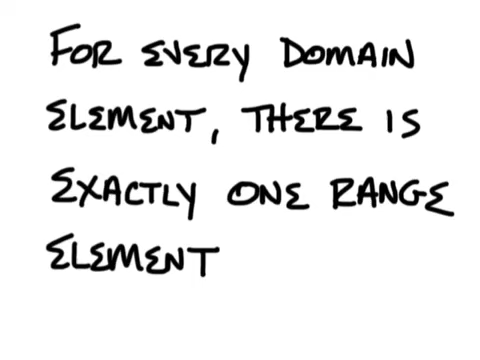 FOR EVERY DOMAIN
ELEMENT, THERE IS
EXACTLY ONE RANGE
ELEMENT